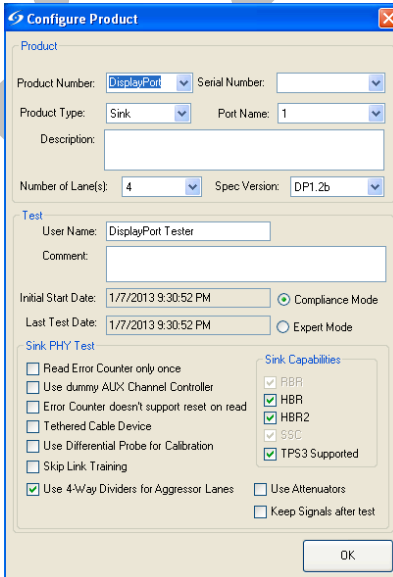 Configure Product
Product
Product Number: DisplayPort Serial Number:
Product Type: Sink Port Name: 1
Description:
Number of Lane(s): 4 Spec Version: DP1.2b
Test
User Name: DisplayPort Tester
Comment:
Initial Start Date: 1/7/2013 9:30:52 PM Compliance Mode
Last Test Date: 1/7/2013 9:30:52 PM Expert Mode
Sink PHY Test
Read Error Counter only once
Use dummy AUX Channel Controller
Error Counter doesn't support reset on read
Tethered Cable Device
Use Differential Probe for Calibration
Skip Link Training
Sink Capabilities
RBR
HBR
HBR2
SSC
TPS3 Supported
Use 4-Way Dividers for Aggressor Lanes Use Attenuators
Keep Signals after test
OK